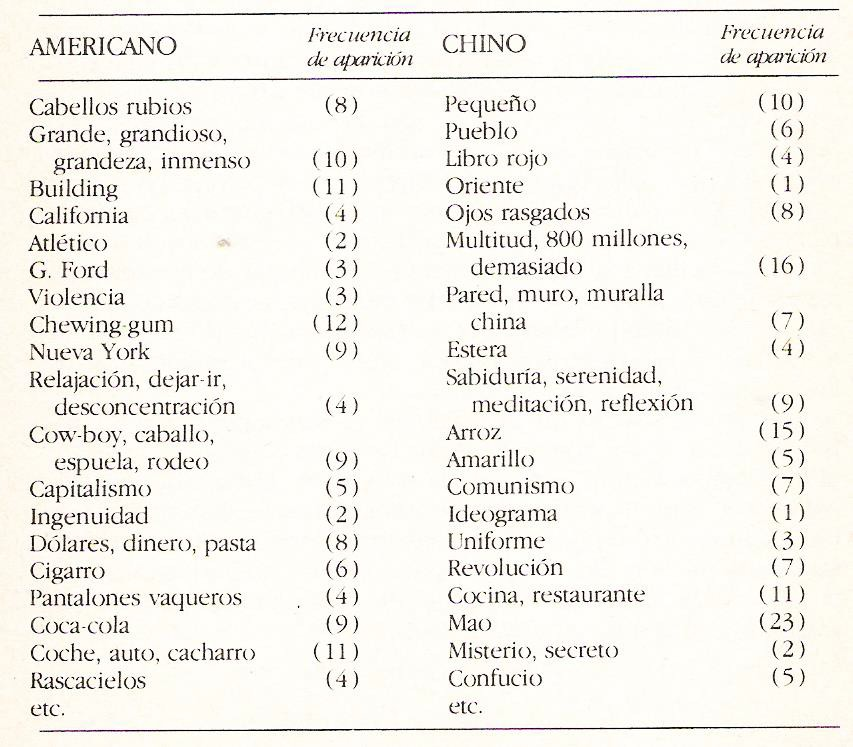 AMERICANO Frecuencia de aparición CHINO Frecuencia de aparición
Cabellos rubios (8) Pequeño (10)
Grande, grandioso, Pueblo (6)
grandeza, inmenso (10) Libro rojo (4)
Building (11) Oriente (1)
California (4) Ojos rasgados (8)
Atlético (2) Multitud, 800 millones,
G. Ford (3) demasiado (16)
Violencia (3) Pared, muro, muralla
Chewing-gum (12) china (7)
Nueva York (9) Estera (4)
Relajación, dejar-ir, Sabiduría, serenidad,
desconcentración (4) meditación, reflexión (9)
Cow-boy, caballo, Arroz (15)
espuela, rodeo (9) Amarillo (5)
Capitalismo (5) Comunismo (7)
Ingenuidad (2) Ideograma (1)
Dólares, dinero, pasta (8) Uniforme (3)
Cigarro (6) Revolución (7)
Pantalones vaqueros (4) Cocina, restaurante (11)
Coca-cola (9) Mao (23)
Coche, auto, cacharro (11) Misterio, secreto (2)
Rascacielos (4) Confucio (5)
etc. etc.